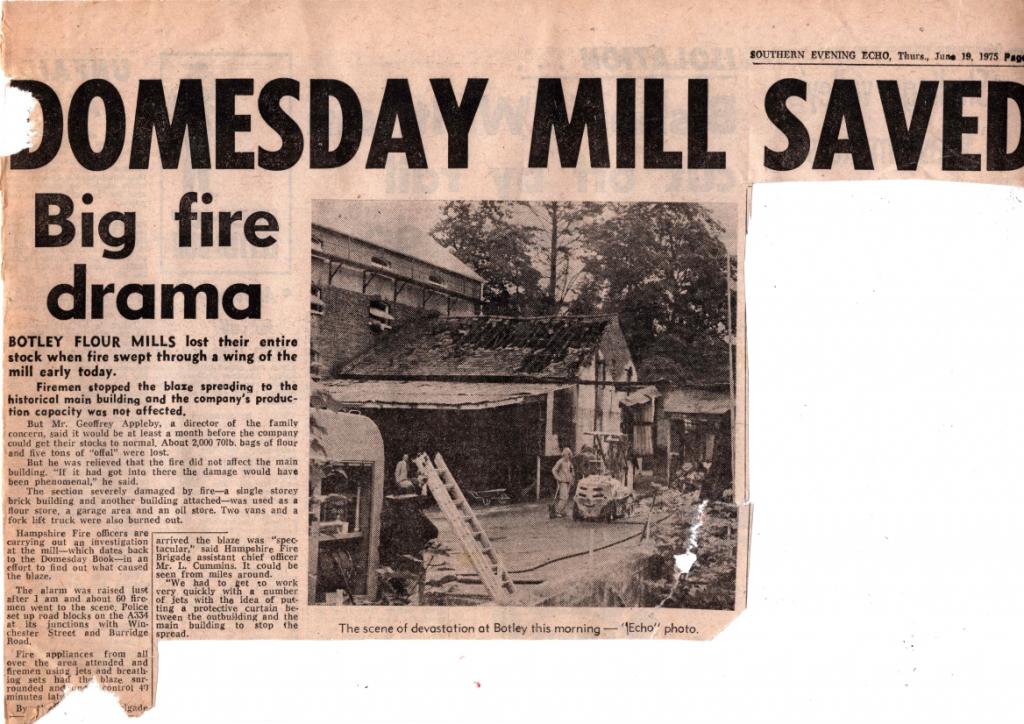 SOUTHERN EVENING ECHO, Thurs., June 19, 1975 Page
DOMESDAY MILL SAVED
Big fire
drama
BOTLEY FLOUR MILLS lost their entire
stock when fire swept through a wing of the
mill early today.
Firemen stopped the blaze spreading to the
historical main building and the company's produc-
tion capacity was not affected.
But Mr. Geoffrey Appleby, a director of the family
concern, said it would be at least a month before the company
could get their stocks to normal. About 2,000 70lb. bags of flour
and five tons of "offal" were lost.
But he was relieved that the fire did not affect the main
building. "If it had got into there the damage would have
been phenomenal," he said.
The section severely damaged by fire—a single storey
brick building and another building attached—was used as a
flour store, a garage area and an oil store. Two vans and a
fork lift truck were also burned out.
Hampshire Fire officers are
carrying out an investigation
at the mill—which dates back
to the Domesday Book—in an
effort to find out what caused
the blaze.
The alarm was raised just
after 1 am and about 60 fire-
men went to the scene. Police
set up road blocks on the A334
at its junctions with Win-
chester Street and Burridge
Road.
Fire appliances from all
over the area attended and
firemen using jets and breath-
ing sets had the blaze sur-
rounded and control 49
minutes
By
arrived the blaze was "spec-
tacular," said Hampshire Fire
Brigade assistant chief officer
Mr. L. Cummins. It could be
seen from miles around.
"We had to get to work
very quickly with a number
of jets with the idea of put-
ting a protective curtain be-
tween the outbuilding and the
main building to stop the
spread.
The scene of devastation at Botley this morning — "Echo" photo.